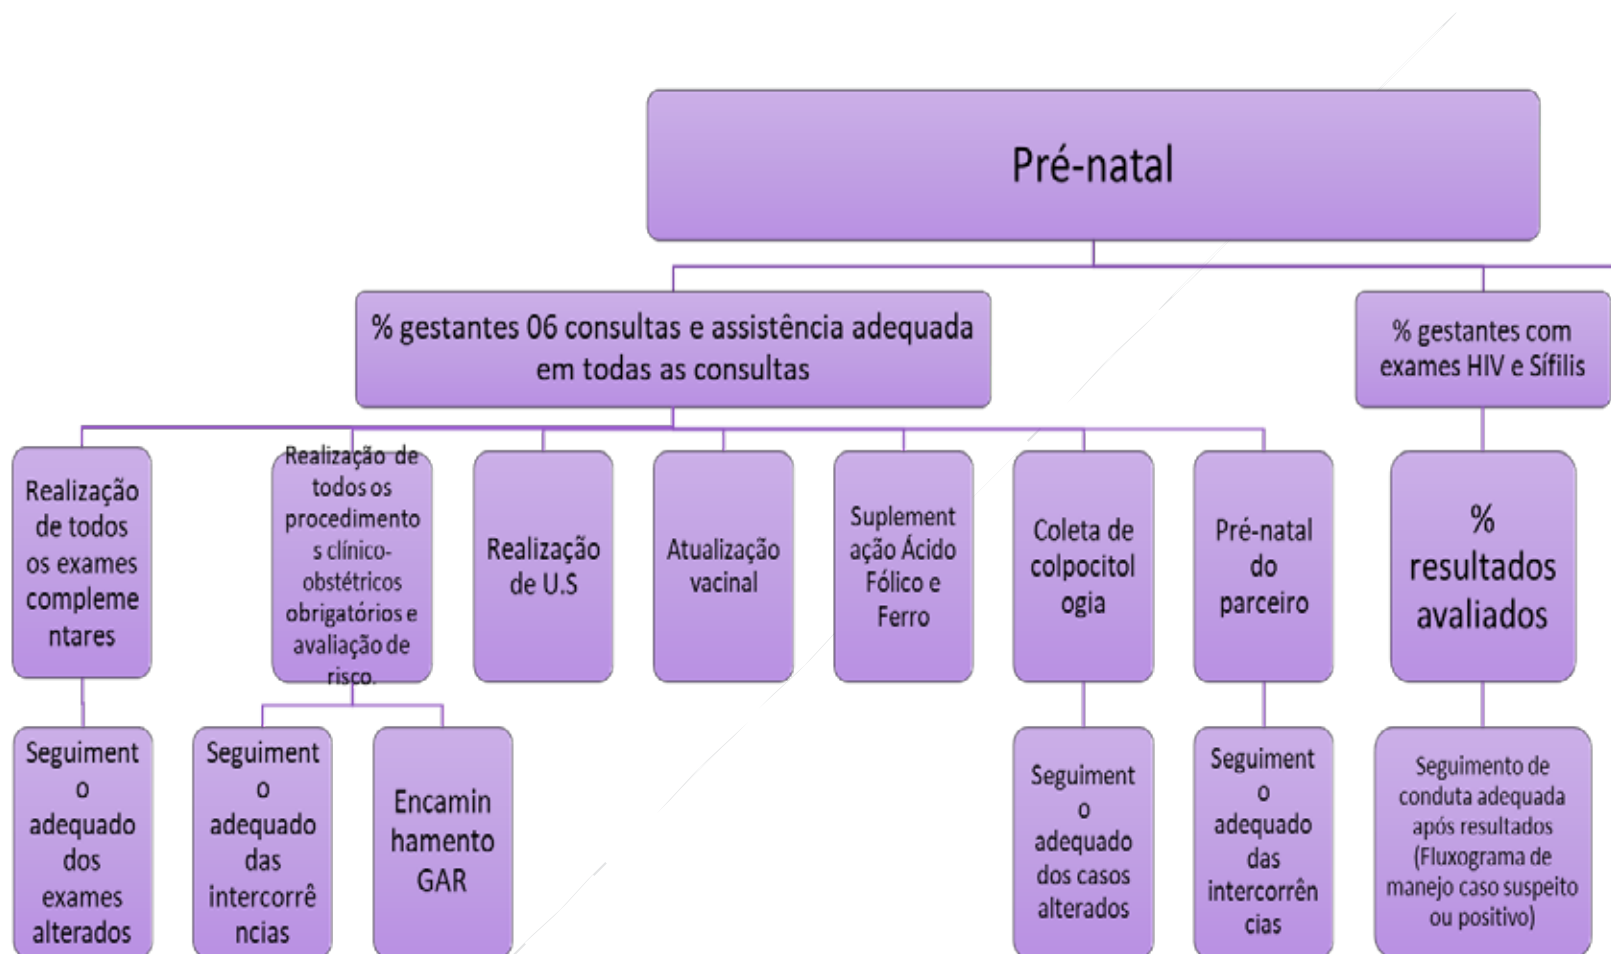 Pré-natal
% gestantes 06 consultas e assistência adequada
em todas as consultas
% gestantes com
exames HIV e Sífilis
Realização
de todos
os exames
compleme
ntares
Realização de
todos os
procedimento
s clínico-
obstétricos
obrigatórios e
avaliação de
risco.
Realização
de U.S
Atualização
vacinal
Suplement
ação Ácido
Fólico e
Ferro
Coleta de
colpocitol
ogia
Pré-natal
do
parceiro
%
resultados
avaliados
Seguiment
o
adequado
dos
exames
alterados
Seguiment
o
adequado
das
intercorrê
ncias
Encamin
hamento
GAR
Seguiment
o
adequado
dos casos
alterados
Seguiment
o
adequado
das
intercorrên
cias
Seguimento de
conduta adequada
após resultados
(Fluxograma de
manejo caso suspeito
ou positivo)